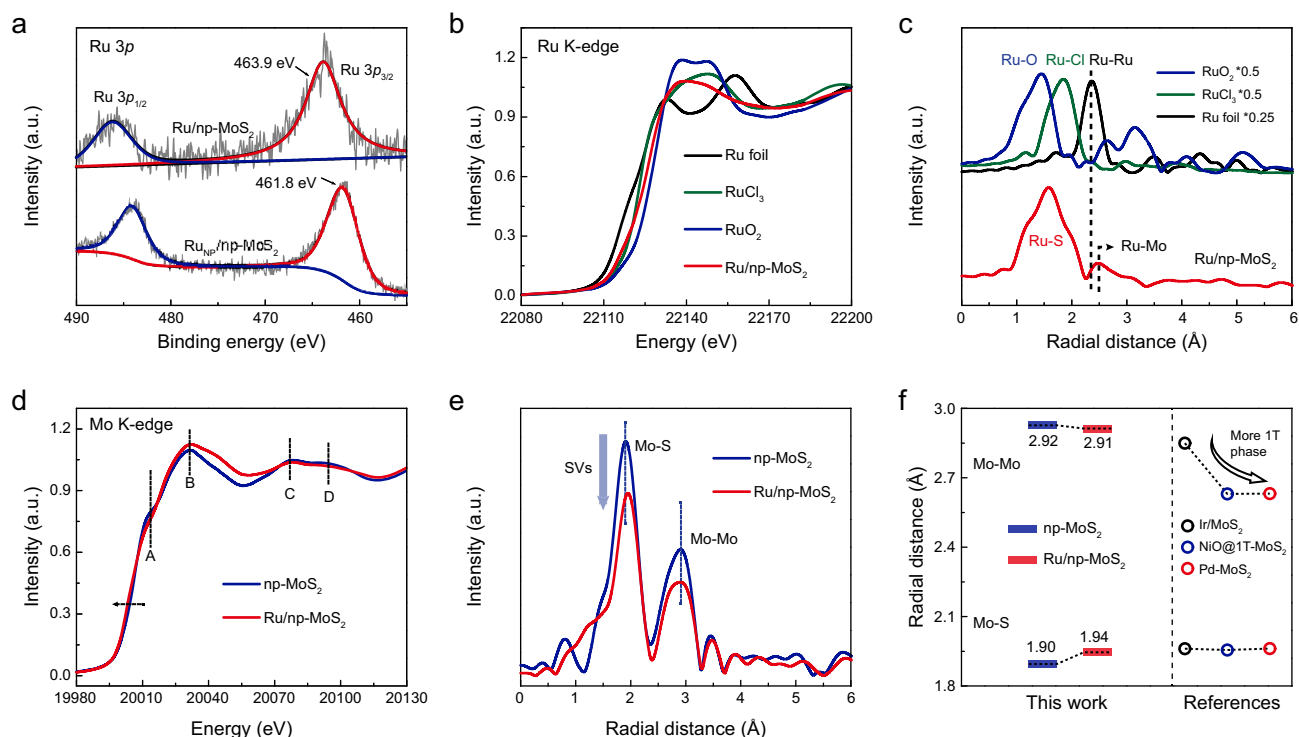 a
Ru 3p
463.9 eV
Ru 3p3/2
Ru 3p1/2
Ru/np-MoS2
461.8 eV
RuNP/np-MoS2
490
480
470
460
Binding energy (eV)
Intensity (a.u.)
b
Ru K-edge
1.2
0.9
0.6
0.3
0.0
Ru foil
RuCl3
RuO2
Ru/np-MoS2
22080
22110
22140
22170
22200
Energy (eV)
Intensity (a.u.)
c
Ru-O
Ru-Cl
Ru-Ru
RuO2 *0.5
RuCl3 *0.5
Ru foil *0.25
Ru-S
Ru-Mo
Ru/np-MoS2
0
1
2
3
4
5
6
Radial distance (Å)
Intensity (a.u.)
d
Mo K-edge
1.2
0.9
0.6
0.3
0.0
A
B
C
D
np-MoS2
Ru/np-MoS2
19980
20010
20040
20070
20100
20130
Energy (eV)
Intensity (a.u.)
e
SVs
Mo-S
Mo-Mo
np-MoS2
Ru/np-MoS2
0
1
2
3
4
5
6
Radial distance (Å)
Intensity (a.u.)
f
3.0
2.9
2.0
1.9
1.8
2.92
2.91
Mo-Mo
More 1T
phase
np-MoS2
Ru/np-MoS2
Ir/MoS2
NiO@1T-MoS2
Pd-MoS2
Mo-S
1.90
1.94
This work
References
Radial distance (Å)